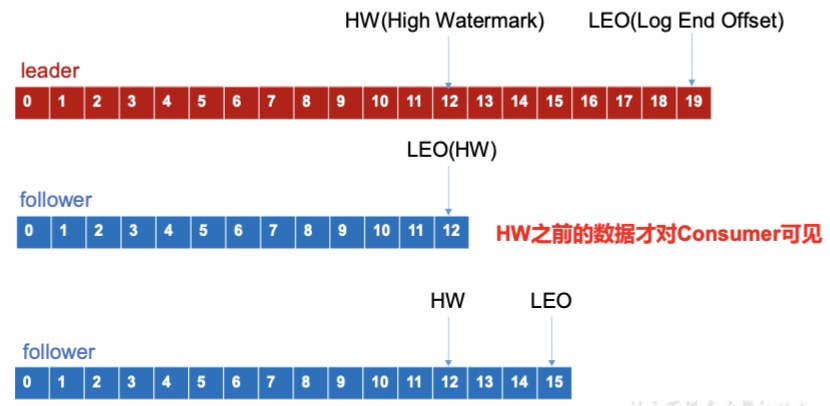 HW(High Watermark) LEO(Log End Offset)
leader
0 1 2 3 4 5 6 7 8 9 10 11 12 13 14 15 16 17 18 19
LEO(HW)
follower
0 1 2 3 4 5 6 7 8 9 10 11 12
HW之前的数据才对Consumer可见
HW LEO
follower
0 1 2 3 4 5 6 7 8 9 10 11 12 13 14 15